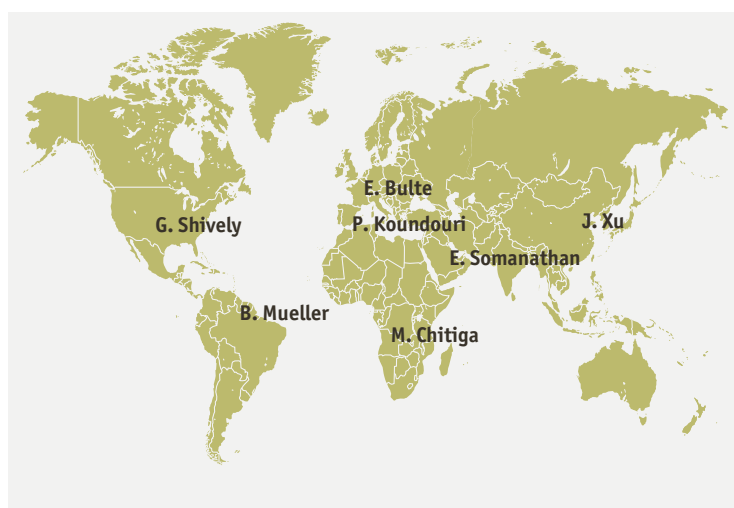 E. Bulte
G. Shively
P. Koundouri
J. Xu
E. Somanathan
B. Mueller
M. Chitiga